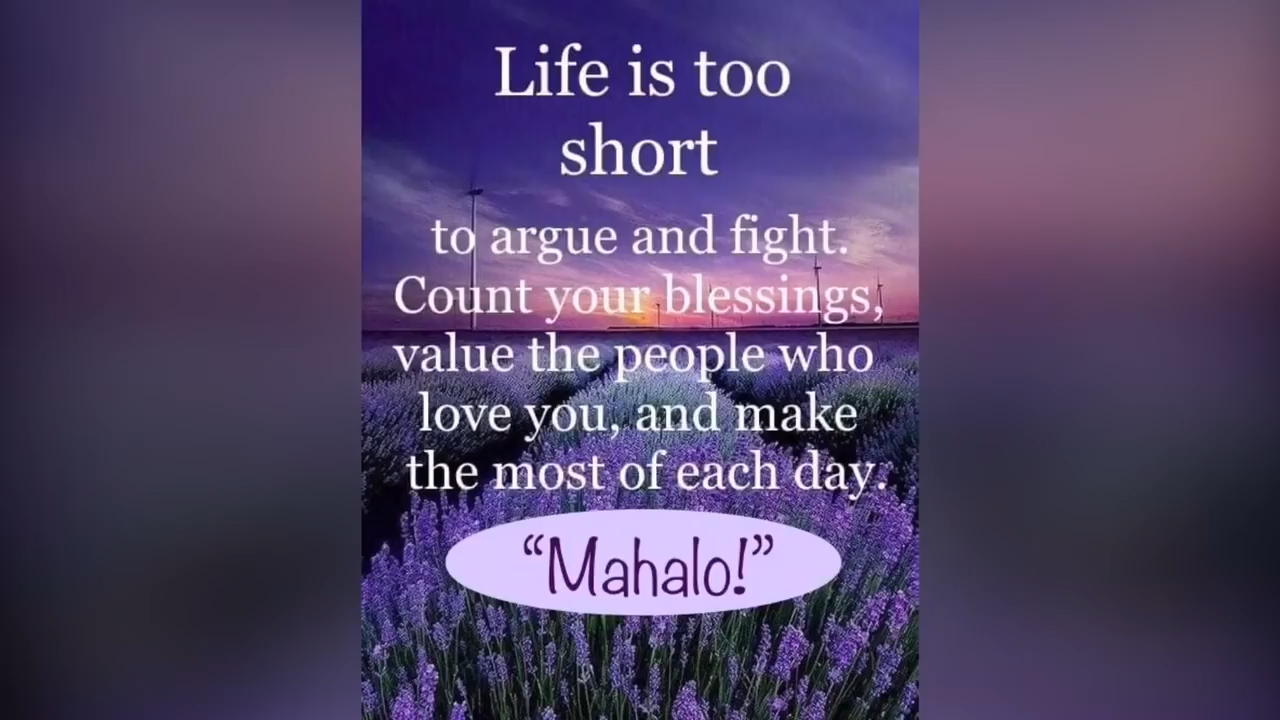 Life is too
short
to argue and fight.
Count your blessings,
value the people who
love you, and make
the most of each day.
“Mahalo!”